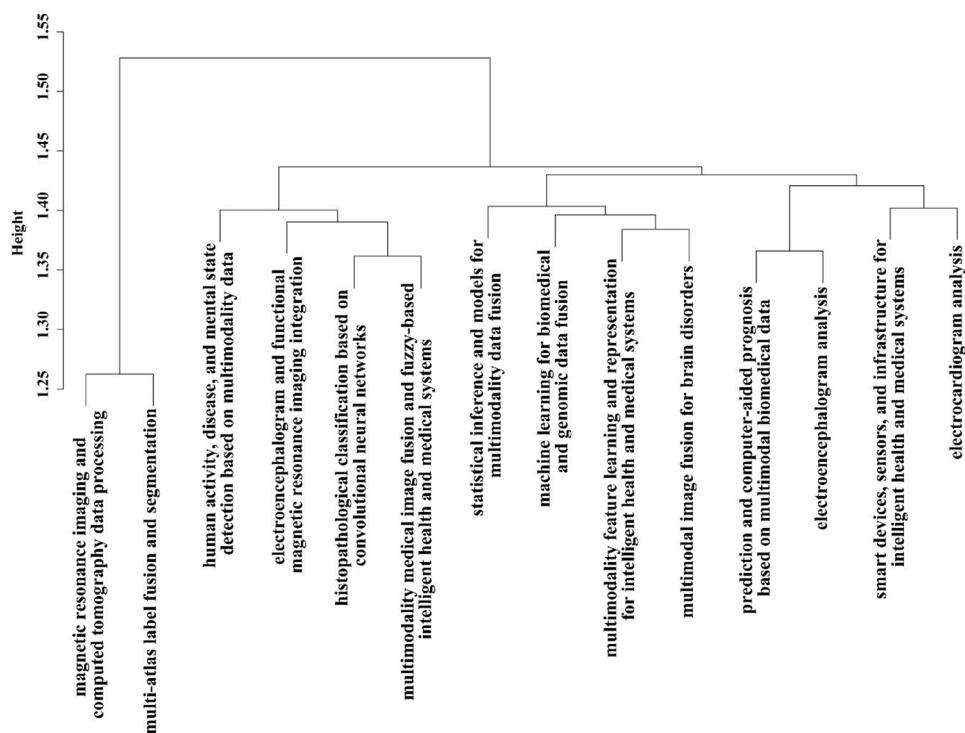 Height
1.55
1.50
1.45
1.40
1.35
1.30
1.25
magnetic resonance imaging and
computed tomography data processing
multi-atlas label fusion and segmentation
human activity, disease, and mental state
detection based on multimodality data
electroencephalogram and functional
magnetic resonance imaging integration
histopathological classification based on
convolutional neural networks
multimodality medical image fusion and fuzzy-based
intelligent health and medical systems
statistical inference and models for
multimodality data fusion
machine learning for biomedical
and genomic data fusion
multimodality feature learning and representation
for intelligent health and medical systems
multimodal image fusion for brain disorders
prediction and computer-aided prognosis
based on multimodal biomedical data
electroencephalogram analysis
smart devices, sensors, and infrastructure for
intelligent health and medical systems
electrocardiogram analysis